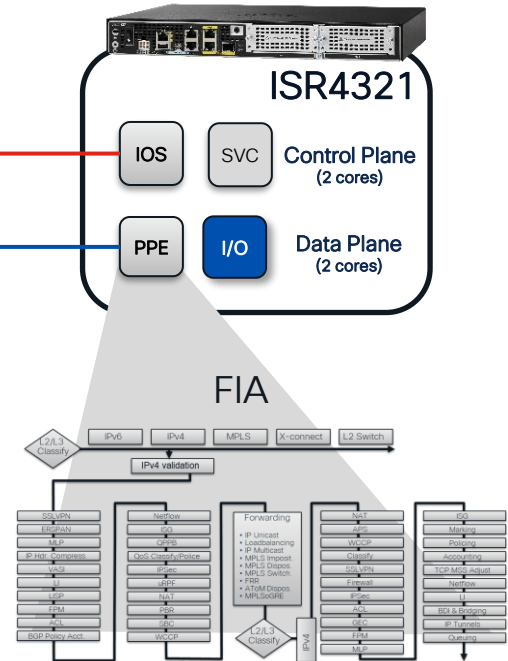 ISR4321
IOS
SVC
Control Plane
(2 cores)
PPE
I/O
Data Plane
(2 cores)
FIA
L2/L3
Classify
IPv6
IPv4
MPLS
X-connect
L2 Switch
IPv4 validation
SSLVPN
ERSPAN
MLP
IP Hdr. Compress.
VASI
LI
LISP
FPM
ACL
BGP Policy Acct.
Netflow
ISG
QPPB
QoS Classify/Police
IPSec
uRPF
NAT
PBR
SBC
WCCP
Forwarding
• IP Unicast
• Loadbalancing
• IP Multicast
• MPLS Imposit.
• MPLS Dispos.
• MPLS Switch.
• FRR
• AToM Dispos.
• MPLSoGRE
L2/L3
Classify
IPv4
NAT
APS
WCCP
Classify
SSLVPN
Firewall
IPSec
ACL
GEC
FPM
MLP
ISG
Marking
Policing
Accounting
TCP MSS Adjust
Netflow
LI
BDI & Bridging
IP Tunnels
Queuing